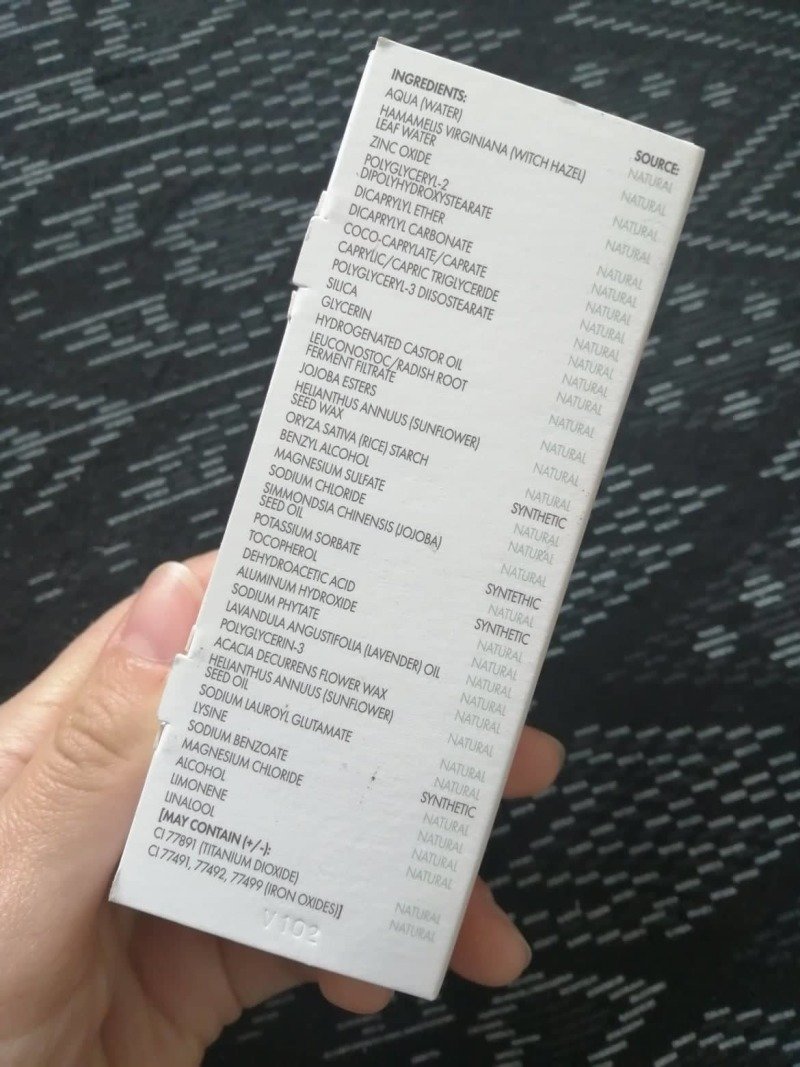 INGREDIENTS: SOURCE:
AQUA (WATER) NATURAL
HAMAMELIS VIRGINIANA (WITCH HAZEL) NATURAL
LEAF WATER
ZINC OXIDE NATURAL
POLYGLYCERYL-2 NATURAL
DIPOLYHYDROXYSTEARATE
DICAPRYLYL ETHER NATURAL
DICAPRYLYL CARBONATE NATURAL
COCO-CAPRYLATE/CAPRATE NATURAL
CAPRYLIC/CAPRIC TRIGLYCERIDE NATURAL
POLYGLYCERYL-3 DIISOSTEARATE NATURAL
SILICA NATURAL
GLYCERIN NATURAL
HYDROGENATED CASTOR OIL NATURAL
LEUCONOSTOC/RADISH ROOT NATURAL
FERMENT FILTRATE
JOJOBA ESTERS NATURAL
HELIANTHUS ANNUUS (SUNFLOWER) NATURAL
SEED WAX
ORYZA SATIVA (RICE) STARCH NATURAL
BENZYL ALCOHOL SYNTHETIC
MAGNESIUM SULFATE NATURAL
SODIUM CHLORIDE NATURAL
SIMMONDSIA CHINENSIS (JOJOBA) NATURAL
SEED OIL
POTASSIUM SORBATE SYNTETHIC
TOCOPHEROL NATURAL
DEHYDROACETIC ACID SYNTHETIC
ALUMINUM HYDROXIDE NATURAL
SODIUM PHYTATE NATURAL
LAVANDULA ANGUSTIFOLIA (LAVENDER) OIL NATURAL
POLYGLYCERIN-3 NATURAL
ACACIA DECURRENS FLOWER WAX NATURAL
HELIANTHUS ANNUUS (SUNFLOWER) NATURAL
SEED OIL
SODIUM LAUROYL GLUTAMATE NATURAL
LYSINE NATURAL
SODIUM BENZOATE SYNTHETIC
MAGNESIUM CHLORIDE NATURAL
ALCOHOL NATURAL
LIMONENE NATURAL
LINALOOL NATURAL
[MAY CONTAIN (+/-):
CI 77891 (TITANIUM DIOXIDE) NATURAL
CI 77491, 77492, 77499 (IRON OXIDES)] NATURAL
V102